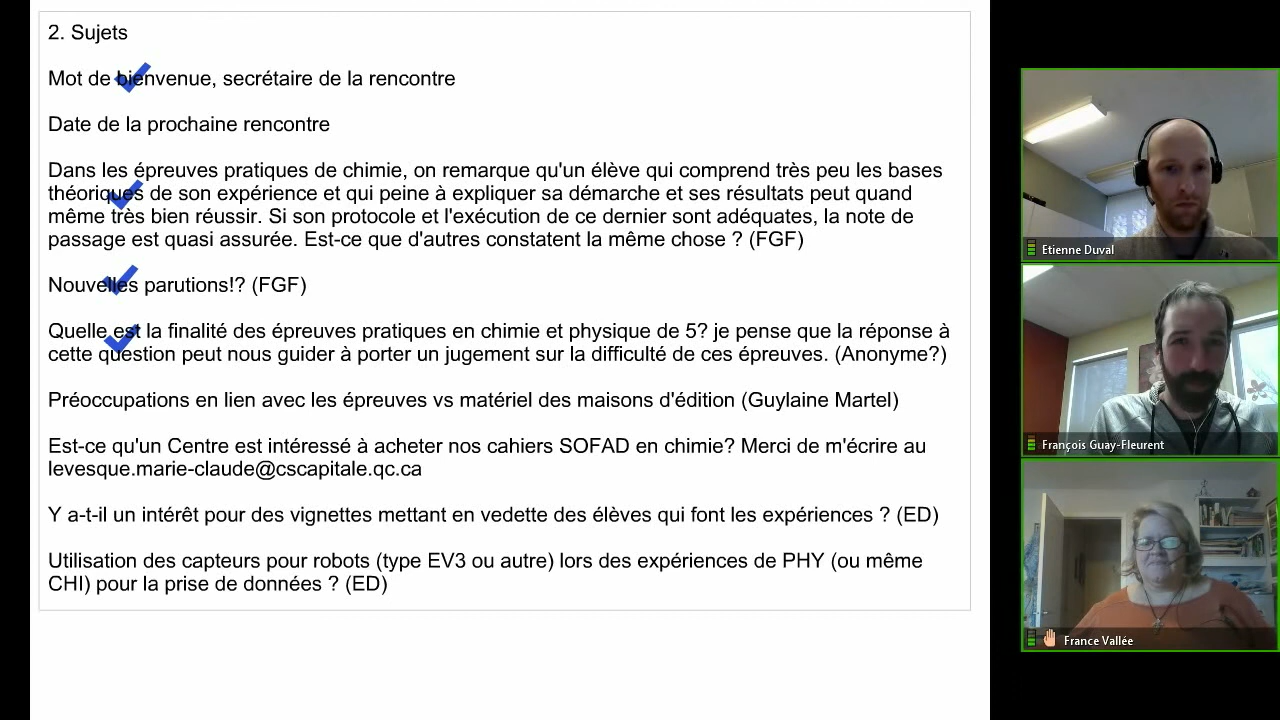 2. Sujets
Mot de bienvenue, secrétaire de la rencontre
Date de la prochaine rencontre
Dans les épreuves pratiques de chimie, on remarque qu'un élève qui comprend très peu les bases
théoriques de son expérience et qui peine à expliquer sa démarche et ses résultats peut quand
même très bien réussir. Si son protocole et l'exécution de ce dernier sont adéquates, la note de
passage est quasi assurée. Est-ce que d'autres constatent la même chose ? (FGF)
Nouvelles parutions!? (FGF)
Quelle est la finalité des épreuves pratiques en chimie et physique de 5? je pense que la réponse à
cette question peut nous guider à porter un jugement sur la difficulté de ces épreuves. (Anonyme?)
Préoccupations en lien avec les épreuves vs matériel des maisons d'édition (Guylaine Martel)
Est-ce qu'un Centre est intéressé à acheter nos cahiers SOFAD en chimie? Merci de m'écrire au
levesque.marie-claude@cscapitale.qc.ca
Y a-t-il un intérêt pour des vignettes mettant en vedette des élèves qui font les expériences ? (ED)
Utilisation des capteurs pour robots (type EV3 ou autre) lors des expériences de PHY (ou même
CHI) pour la prise de données ? (ED)
Etienne Duval
François Guay-Fleurent
France Vallée